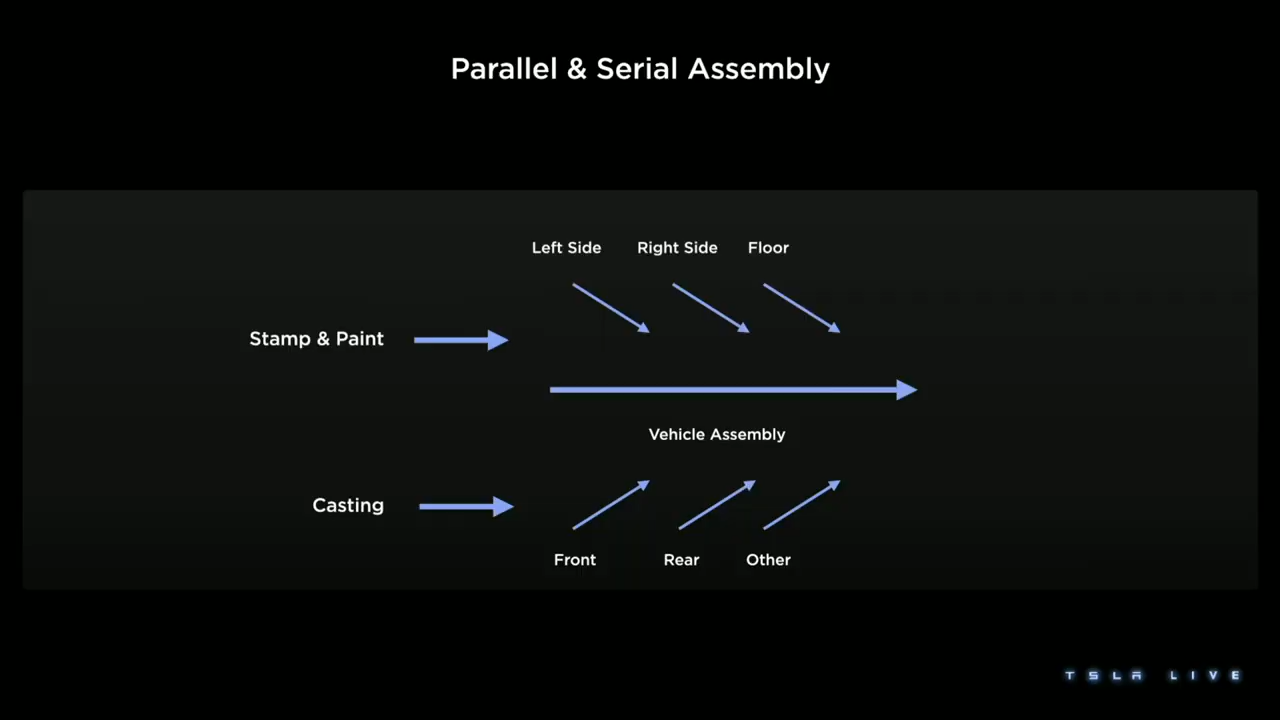 Parallel & Serial Assembly
Left Side
Right Side
Floor
Stamp & Paint
Vehicle Assembly
Casting
Front
Rear
Other
TSLA LIVE